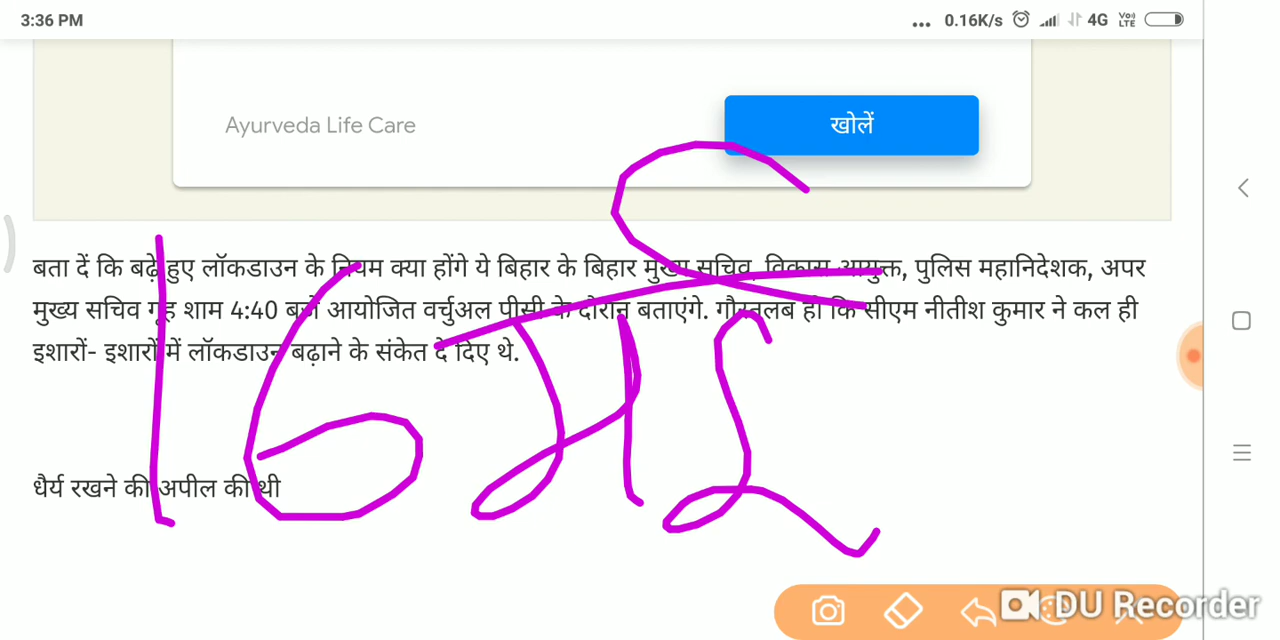 3:36 PM ... 0.16K/s 4G VoLTE
Ayurveda Life Care खोलें
बता दें कि बढ़े हुए लॉकडाउन के नियम क्या होंगे ये बिहार के बिहार मुख्य सचिव, विकास आयुक्त, पुलिस महानिदेशक, अपर
मुख्य सचिव गृह शाम 4:40 बजे आयोजित वर्चुअल पीसी के दौरान बताएंगे. गौरतलब हो कि सीएम नीतीश कुमार ने कल ही
इशारों- इशारों में लॉकडाउन बढ़ाने के संकेत दे दिए थे.
16 मई
धैर्य रखने की अपील की थी
DU Recorder